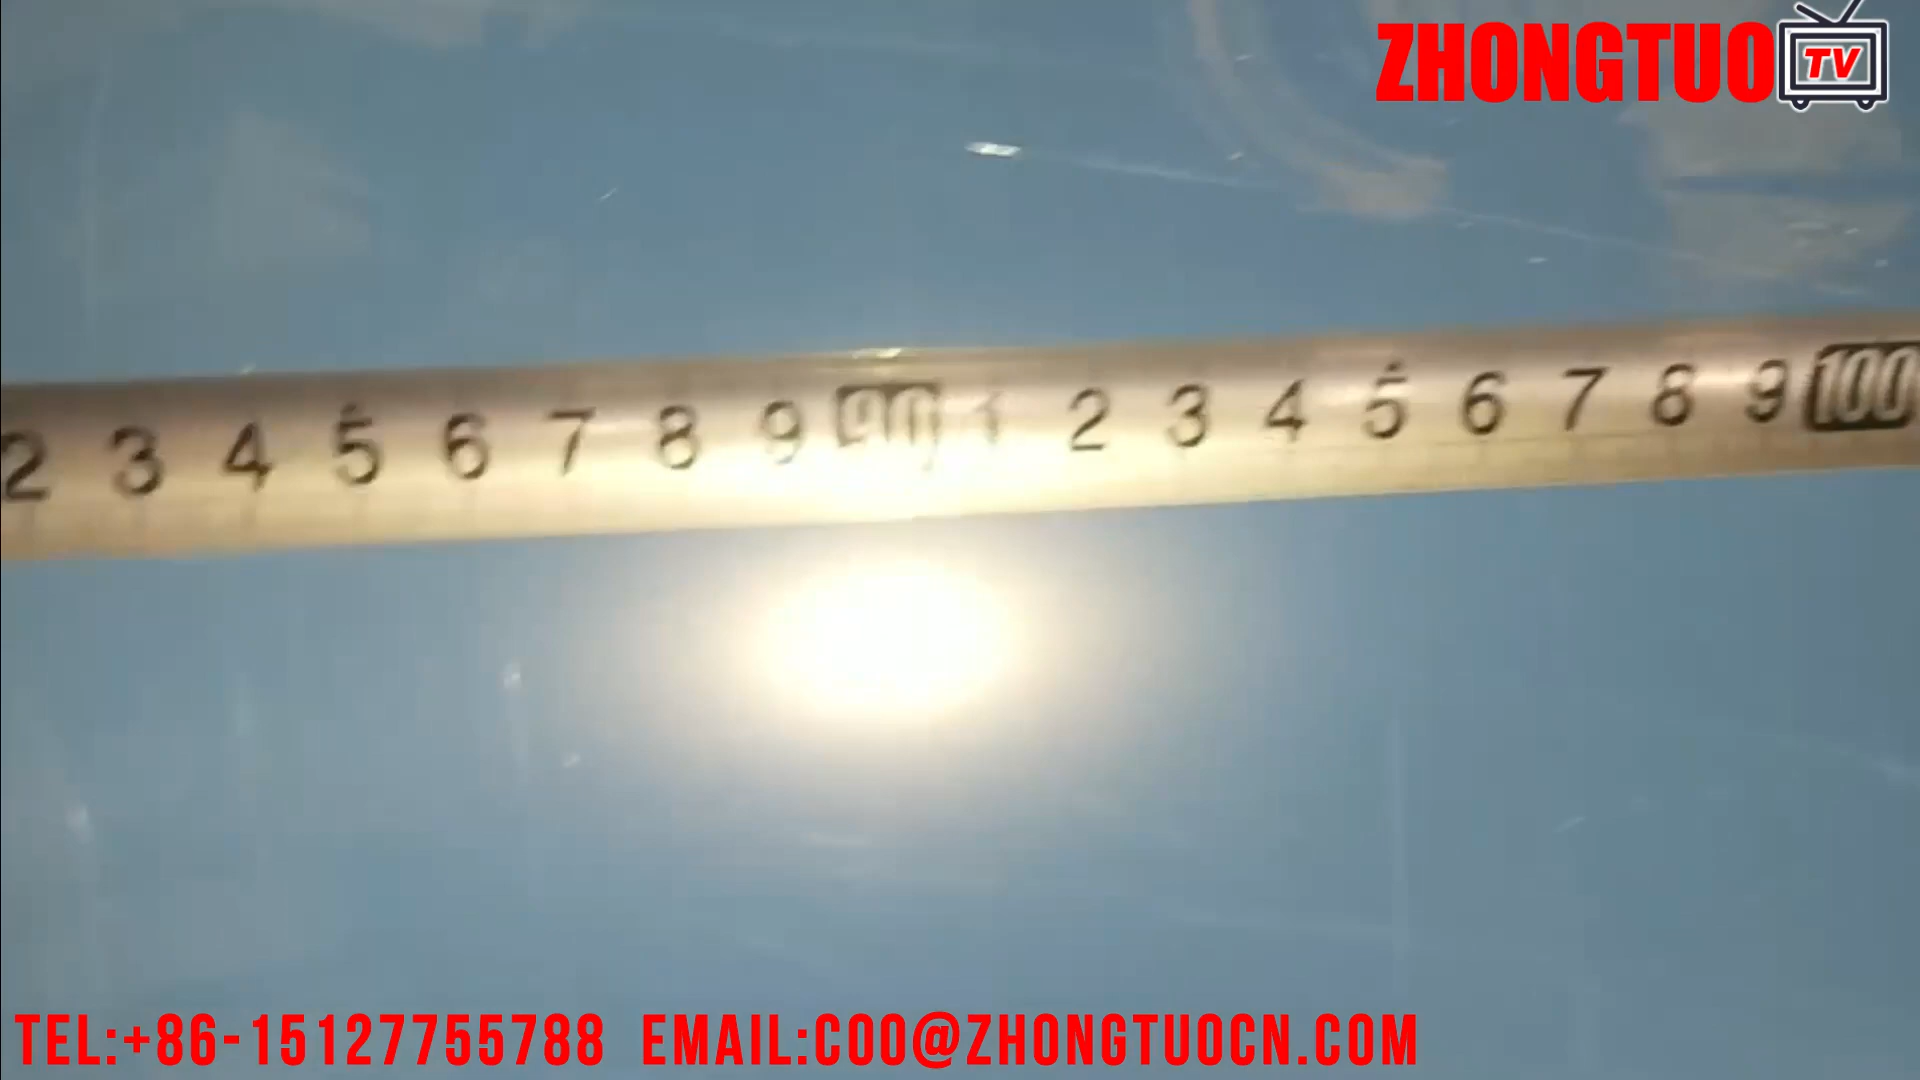 ZHONGTUO TV
2 3 4 5 6 7 8 9 1 2 3 4 5 6 7 8 9 100
TEL:+86-15127755788 EMAIL:COO@ZHONGTUOCN.COM